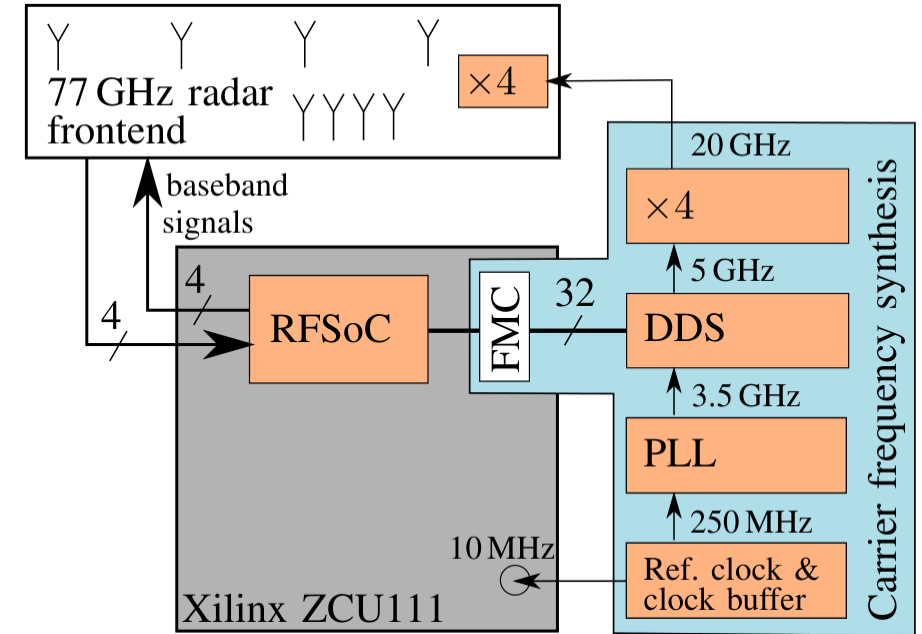 77 GHz radar
frontend
×4
20 GHz
baseband
signals
×4
Carrier frequency synthesis
5 GHz
4
4
RFSoC
FMC
32
DDS
3.5 GHz
PLL
250 MHz
10 MHz
Ref. clock &
clock buffer
Xilinx ZCU111